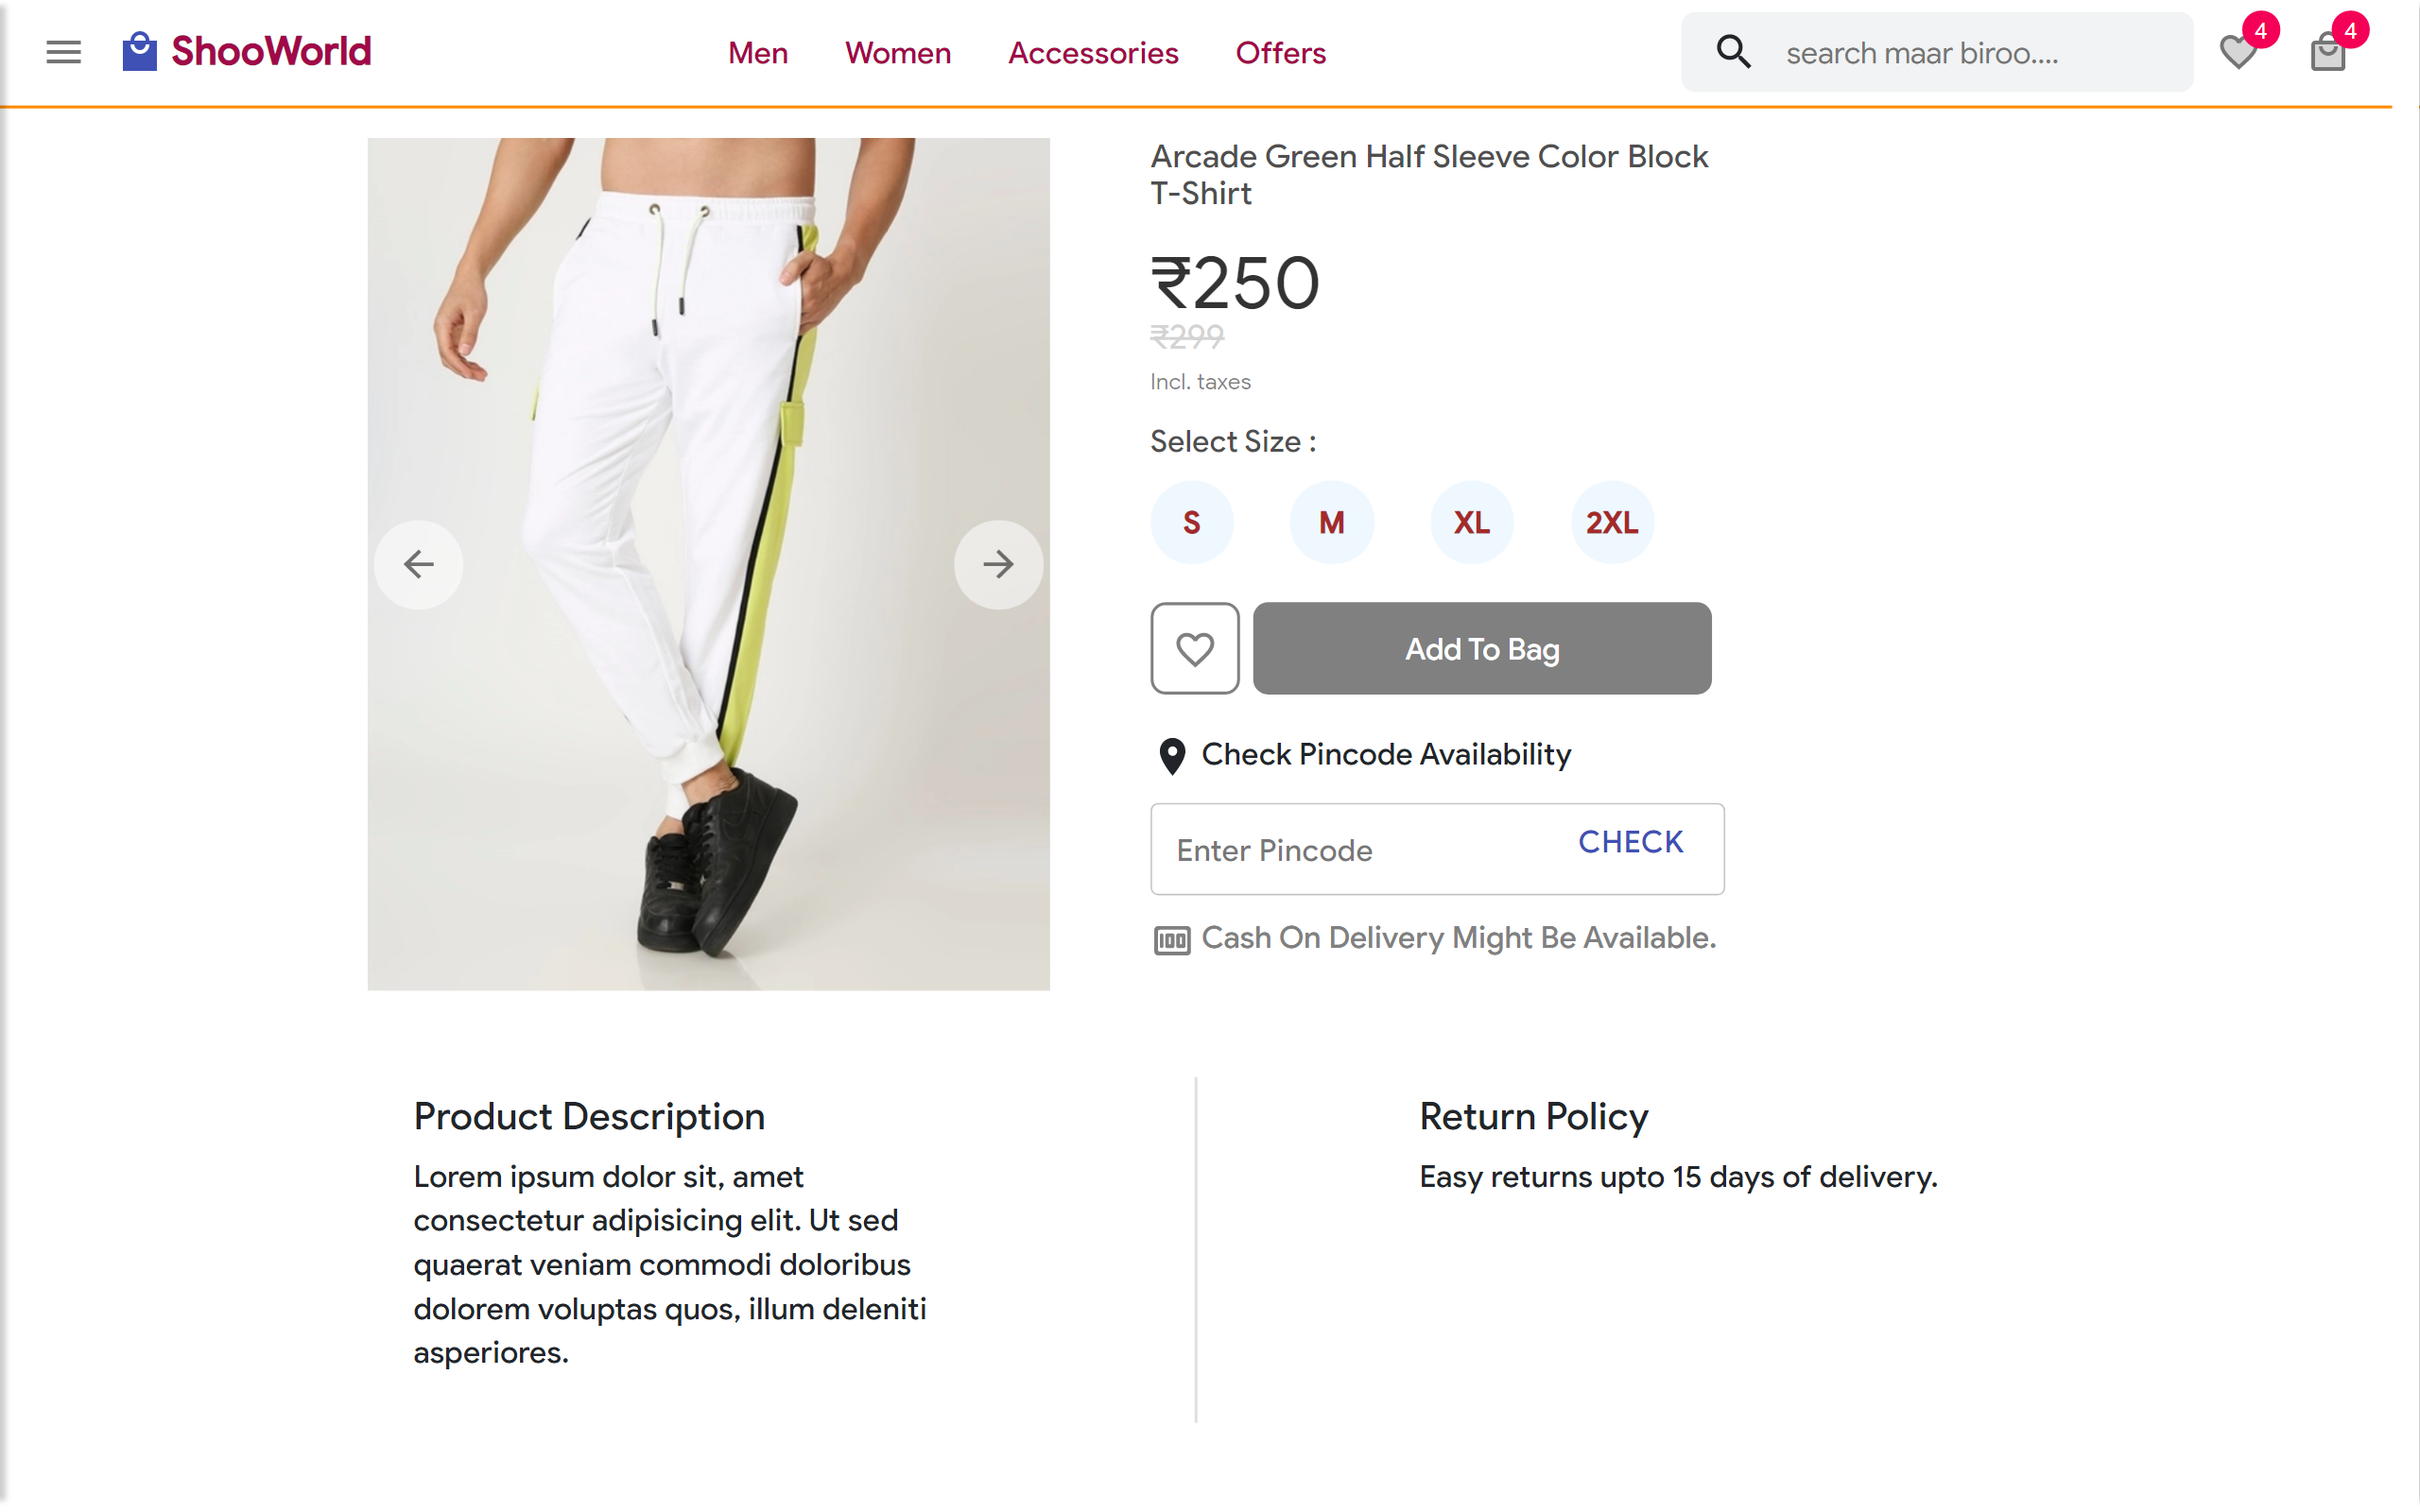 ShooWorld
Men Women Accessories Offers
search maar biroo....
4
4
Arcade Green Half Sleeve Color Block
T-Shirt
₹250
₹299
Incl. taxes
Select Size :
S M XL 2XL
Add To Bag
Check Pincode Availability
Enter Pincode CHECK
100 Cash On Delivery Might Be Available.
Product Description
Lorem ipsum dolor sit, amet
consectetur adipisicing elit. Ut sed
quaerat veniam commodi doloribus
dolorem voluptas quos, illum deleniti
asperiores.
Return Policy
Easy returns upto 15 days of delivery.